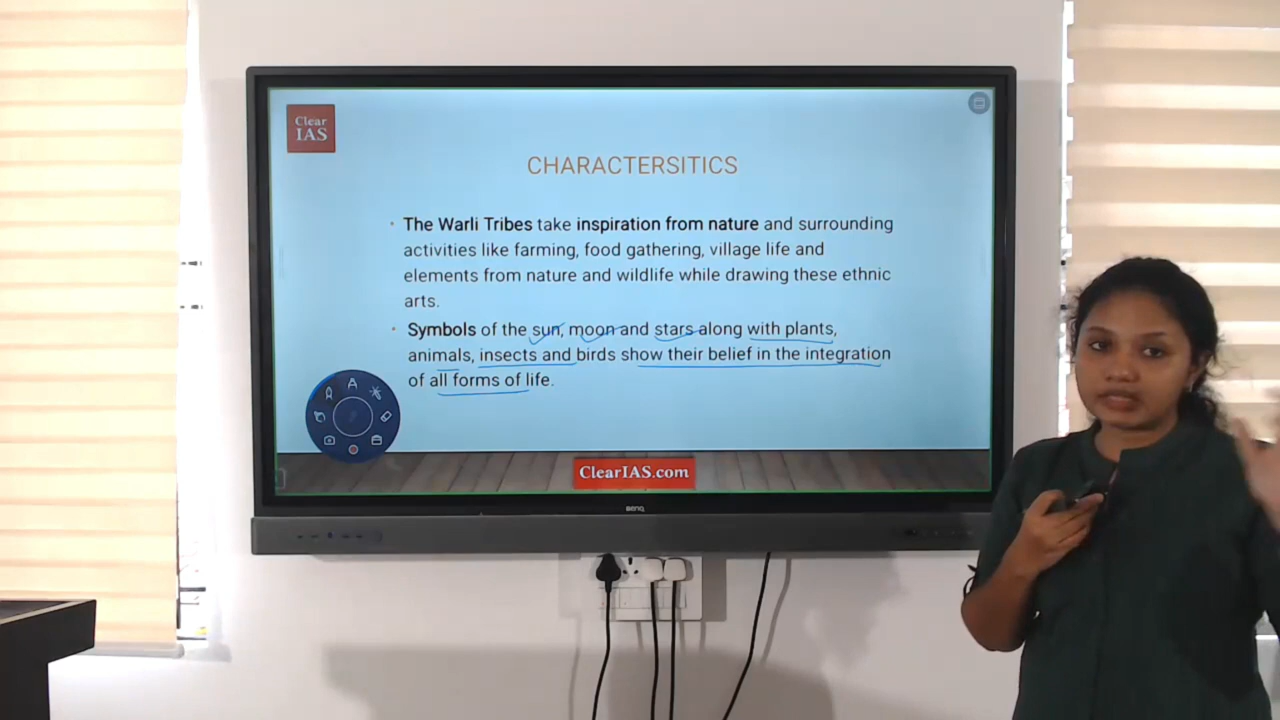 Clear
IAS
CHARACTERSITICS
• The Warli Tribes take inspiration from nature and surrounding
activities like farming, food gathering, village life and
elements from nature and wildlife while drawing these ethnic
arts.
• Symbols of the sun, moon and stars along with plants,
animals, insects and birds show their belief in the integration
of all forms of life.
ClearIAS.com
BenQ